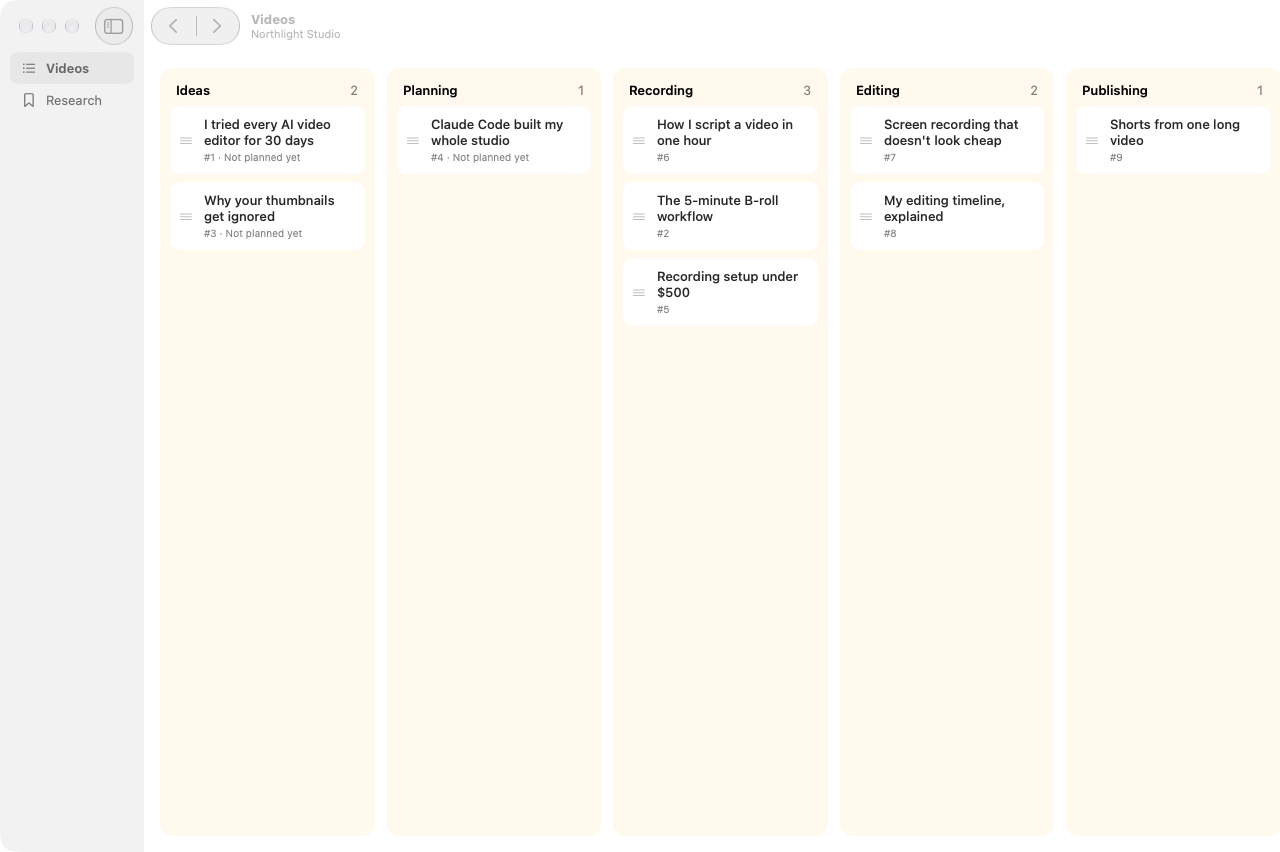 Videos
Northlight Studio
Videos
Research
Ideas 2
I tried every AI video
editor for 30 days
#1 · Not planned yet
Why your thumbnails
get ignored
#3 · Not planned yet
Planning 1
Claude Code built my
whole studio
#4 · Not planned yet
Recording 3
How I script a video in
one hour
#6
The 5-minute B-roll
workflow
#2
Recording setup under
$500
#5
Editing 2
Screen recording that
doesn't look cheap
#7
My editing timeline,
explained
#8
Publishing 1
Shorts from one long
video
#9